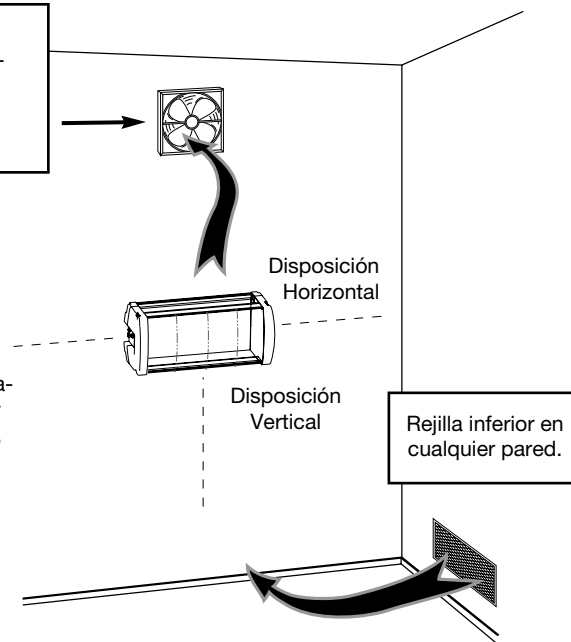 Disposición
Horizontal
Disposición
Vertical
Rejilla inferior en
cualquier pared.